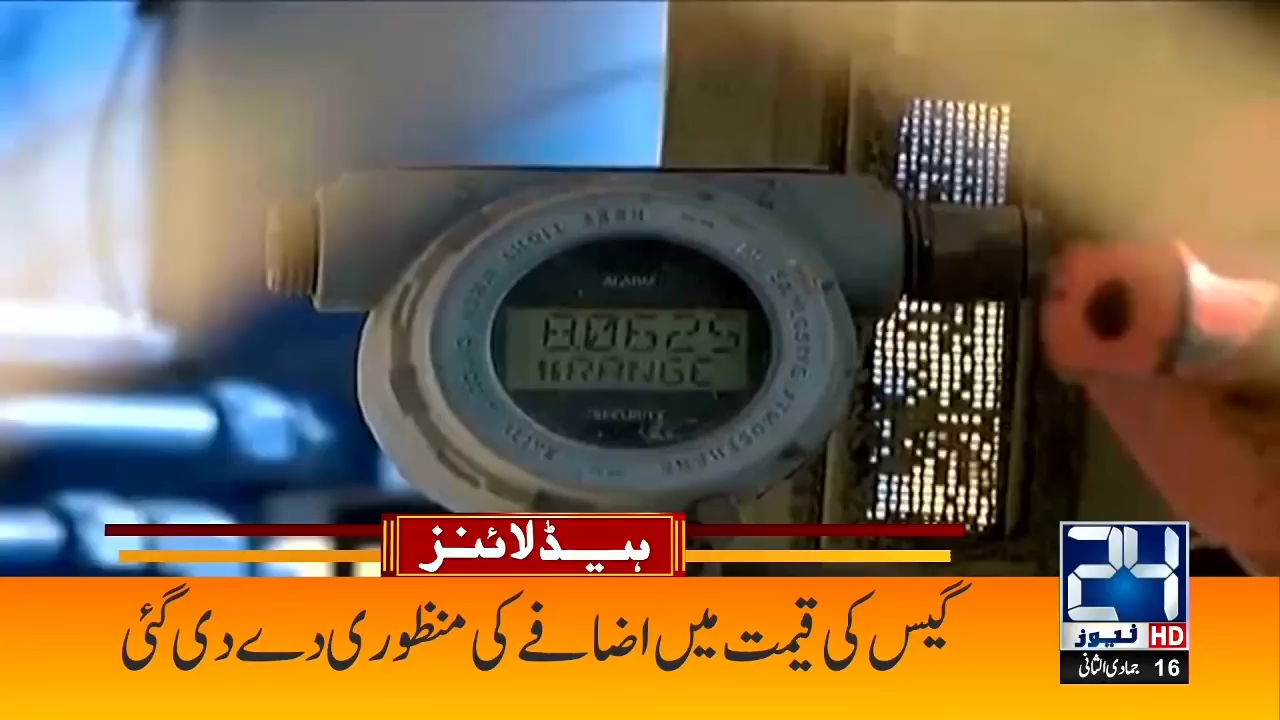 ALARM
RANGE
SECURITY
ہیڈلائنز
گیس کی قیمت میں اضافے کی منظوری دے دی گئی
24
نیوز HD
16 جمادی الثانی